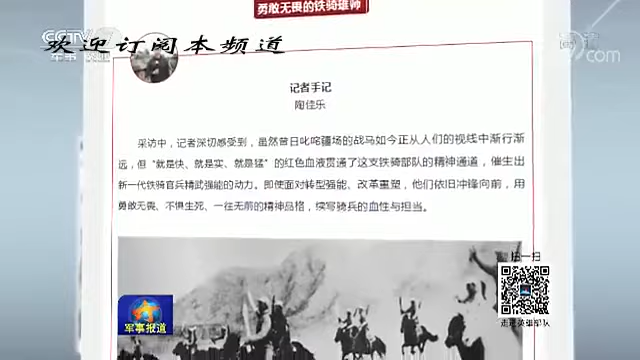 勇敢无畏的铁骑雄师
CCTV 7
军事
欢迎订阅本频道
.com
记者手记
陶佳乐
采访中，记者深切感受到，虽然昔日叱咤疆场的战马如今正从人们的视线中渐行渐
远，但“就是快、就是实、就是猛”的红色血液贯通了这支铁骑部队的精神通道，催生出
新一代铁骑官兵精武强能的动力。即使面对转型强能、改革重塑，他们依旧冲锋向前，用
勇敢无畏、不惧生死、一往无前的精神品格，续写骑兵的血性与担当。
扫一扫
走进英雄部队
军事报道